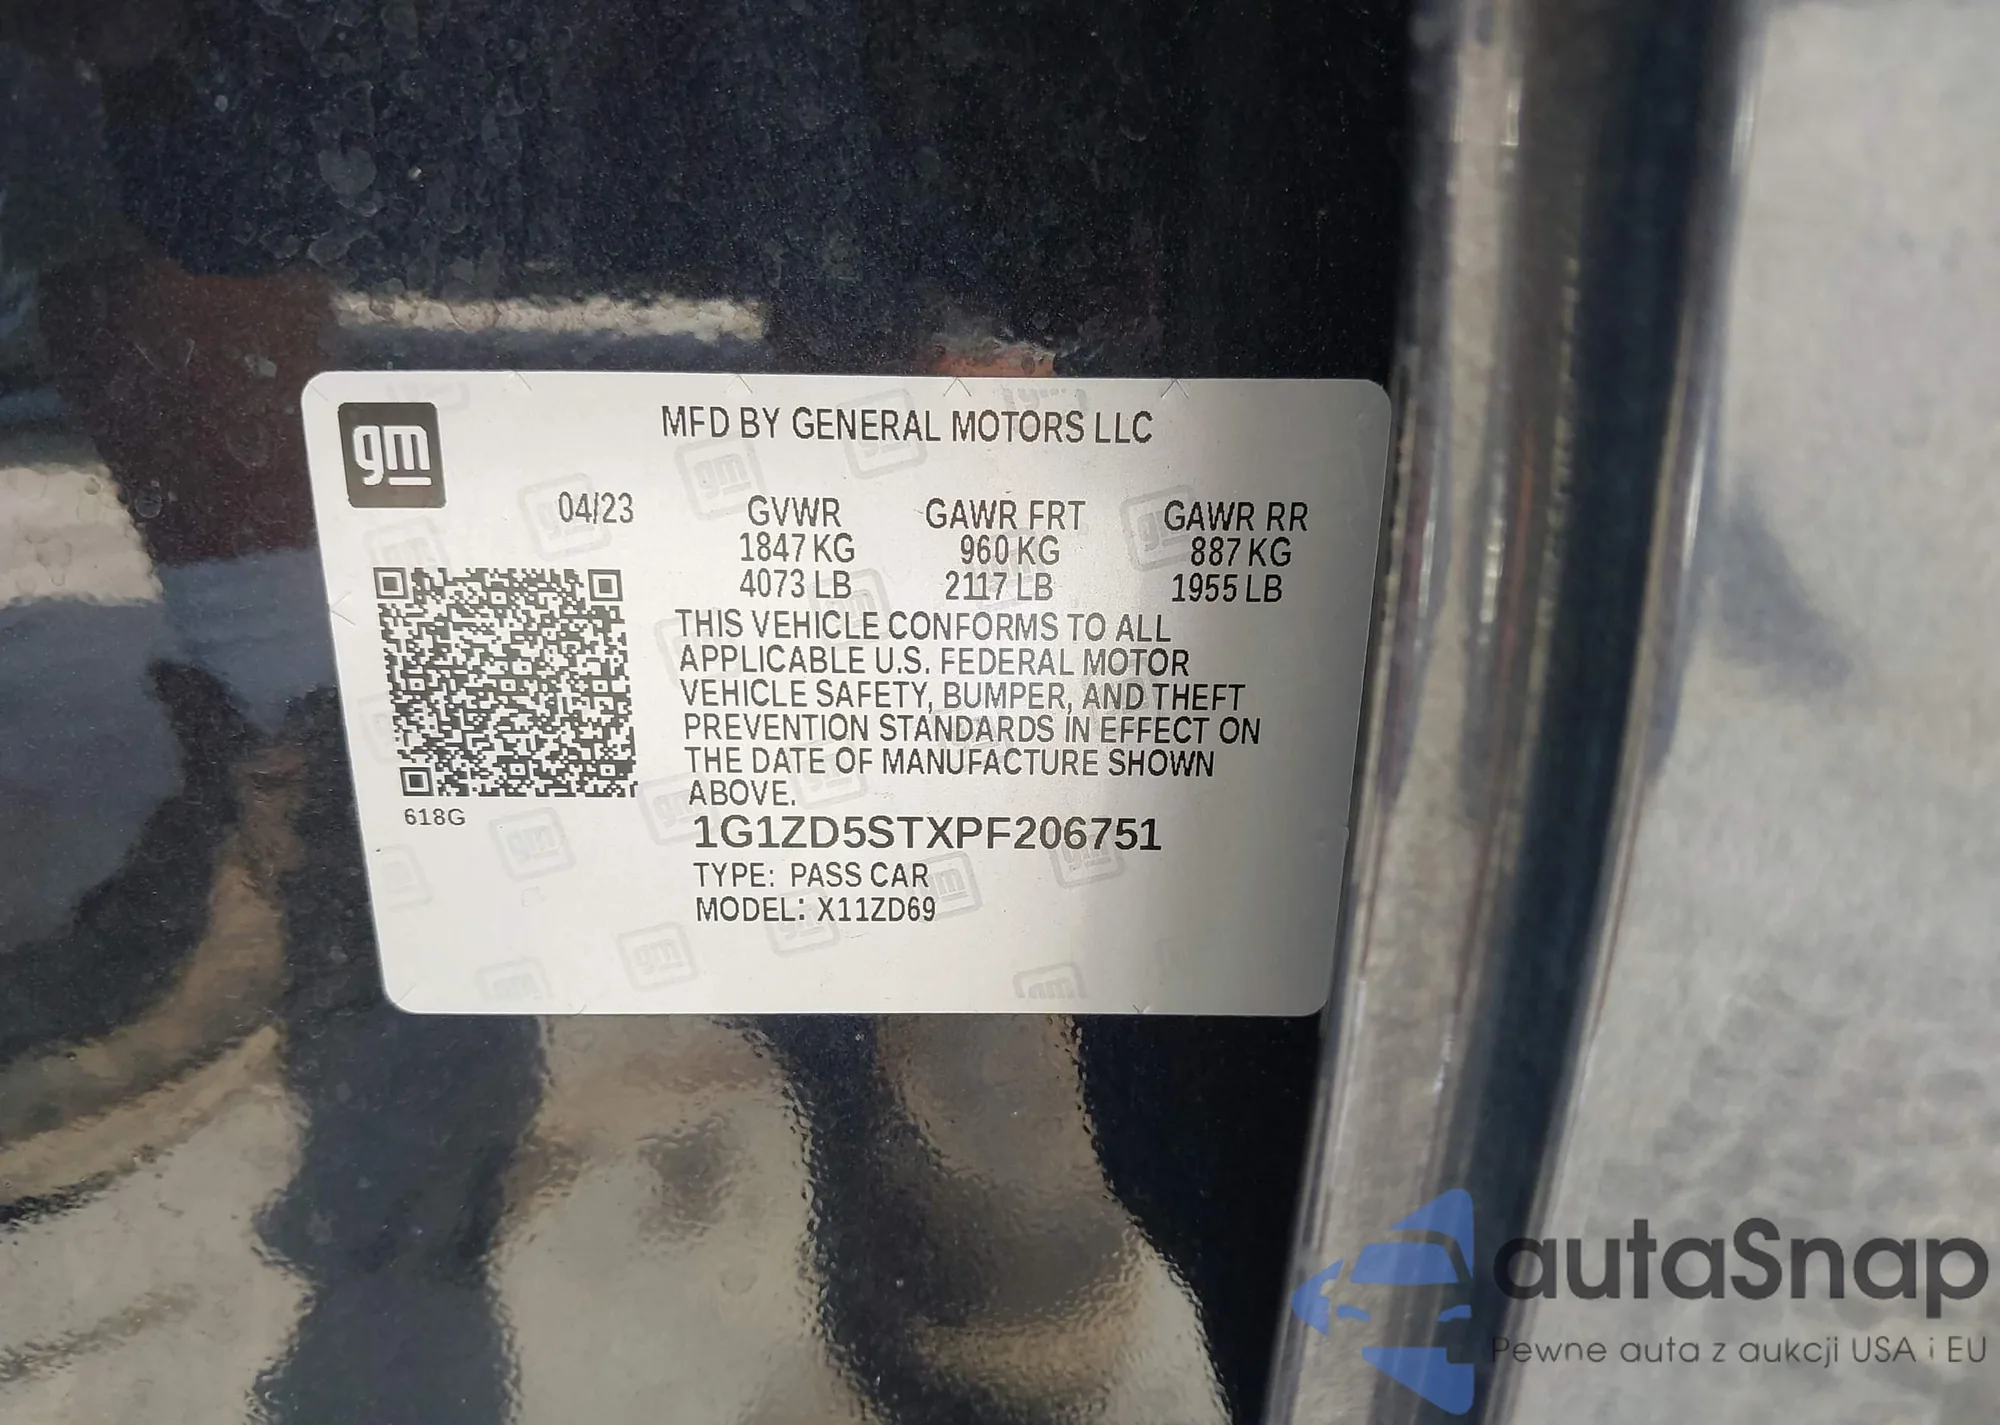 gm
MFD BY GENERAL MOTORS LLC
04/23 GVWR GAWR FRT GAWR RR
1847 KG 960 KG 887 KG
4073 LB 2117 LB 1955 LB
THIS VEHICLE CONFORMS TO ALL
APPLICABLE U.S. FEDERAL MOTOR
VEHICLE SAFETY, BUMPER, AND THEFT
PREVENTION STANDARDS IN EFFECT ON
THE DATE OF MANUFACTURE SHOWN
ABOVE.
618G
1G1ZD5STXPF206751
TYPE: PASS CAR
MODEL: X11ZD69
autaSnap
Pewne auta z aukcji USA i EU